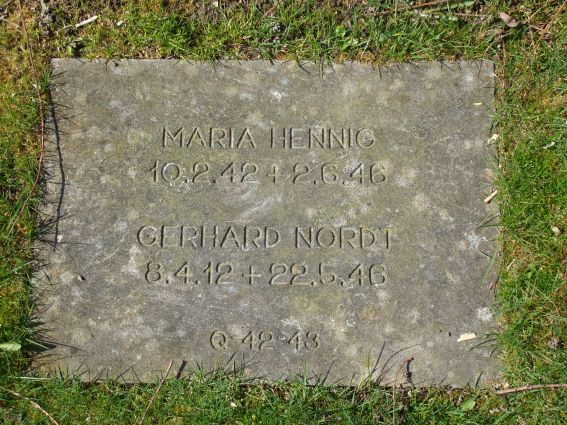 MARIA HENNIG
10.2.42 + 2.6.46
GERHARD NORDT
8.4.12 + 22.5.46
Q 42-43